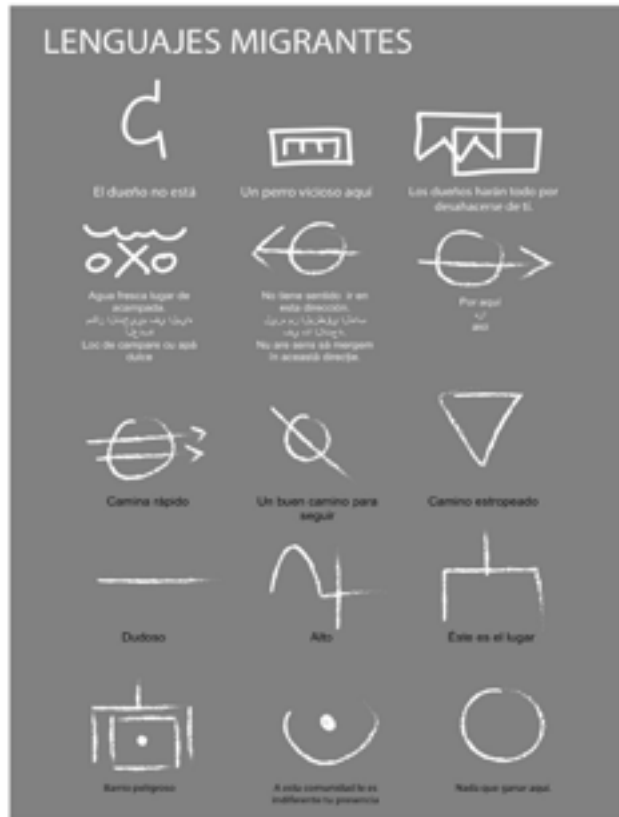 LENGUAJES MIGRANTES
El dueño no está
Un perro vicioso aquí
Los dueños harán todo por
desahacerse de ti.
Agua fresca lugar de
acampada.
Loc de campare cu apă
dulce
No tiene sentido ir en
esta dirección.
Nu are sens să mergem
în această direcție.
Por aquí
aici
Camina rápido
Un buen camino para
seguir
Camino estropeado
Dudoso
Alto
Éste es el lugar
Barrio peligroso
A esta comunidad le es
indiferente tu presencia
Nada que ganar aquí.